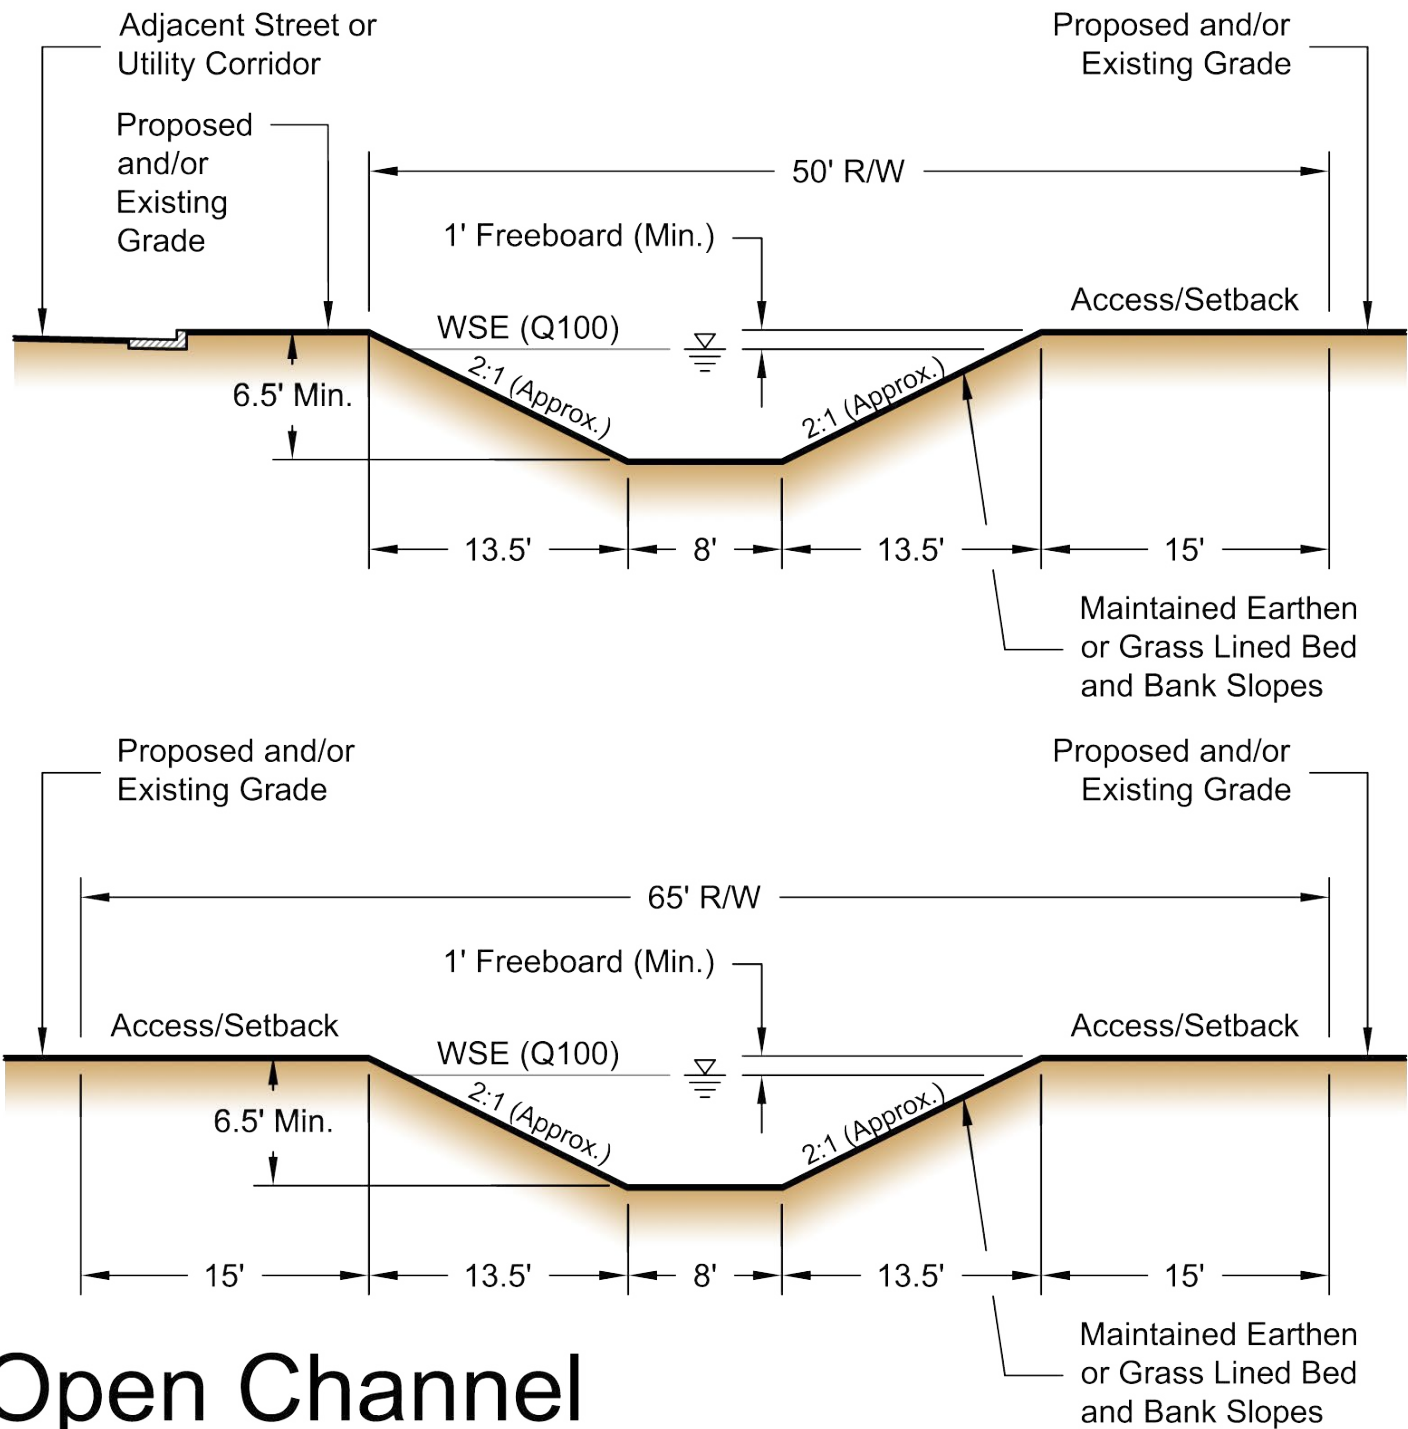 Adjacent Street or
Utility Corridor
Proposed and/or
Existing Grade
Proposed
and/or
Existing
Grade
50' R/W
1' Freeboard (Min.)
Access/Setback
WSE (Q100)
6.5' Min.
2:1 (Approx.)
2:1 (Approx.)
13.5'
8'
13.5'
15'
Maintained Earthen
or Grass Lined Bed
and Bank Slopes
Proposed and/or
Existing Grade
Proposed and/or
Existing Grade
65' R/W
1' Freeboard (Min.)
Access/Setback
Access/Setback
WSE (Q100)
6.5' Min.
2:1 (Approx.)
2:1 (Approx.)
15'
13.5'
8'
13.5'
15'
Maintained Earthen
or Grass Lined Bed
and Bank Slopes
Open Channel